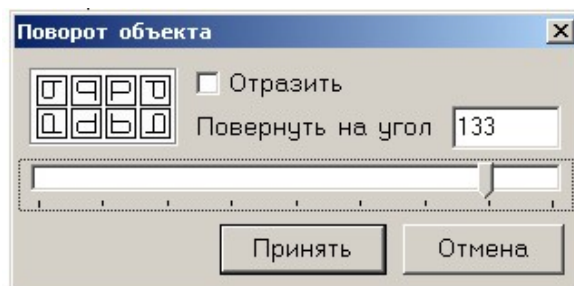 Поворот объекта
Отразить
Повернуть на угол 133
Принять Отмена